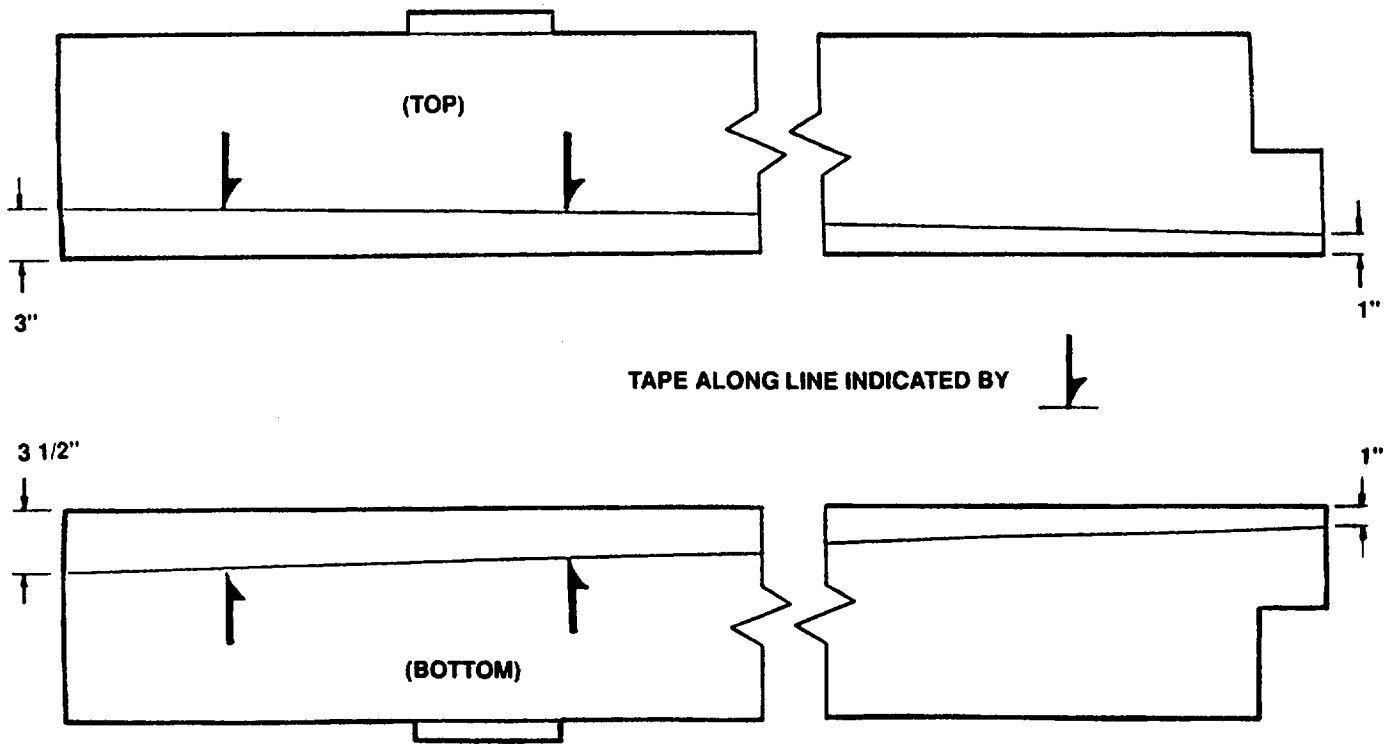 (TOP)
3"
1"
TAPE ALONG LINE INDICATED BY
3 1/2"
1"
(BOTTOM)